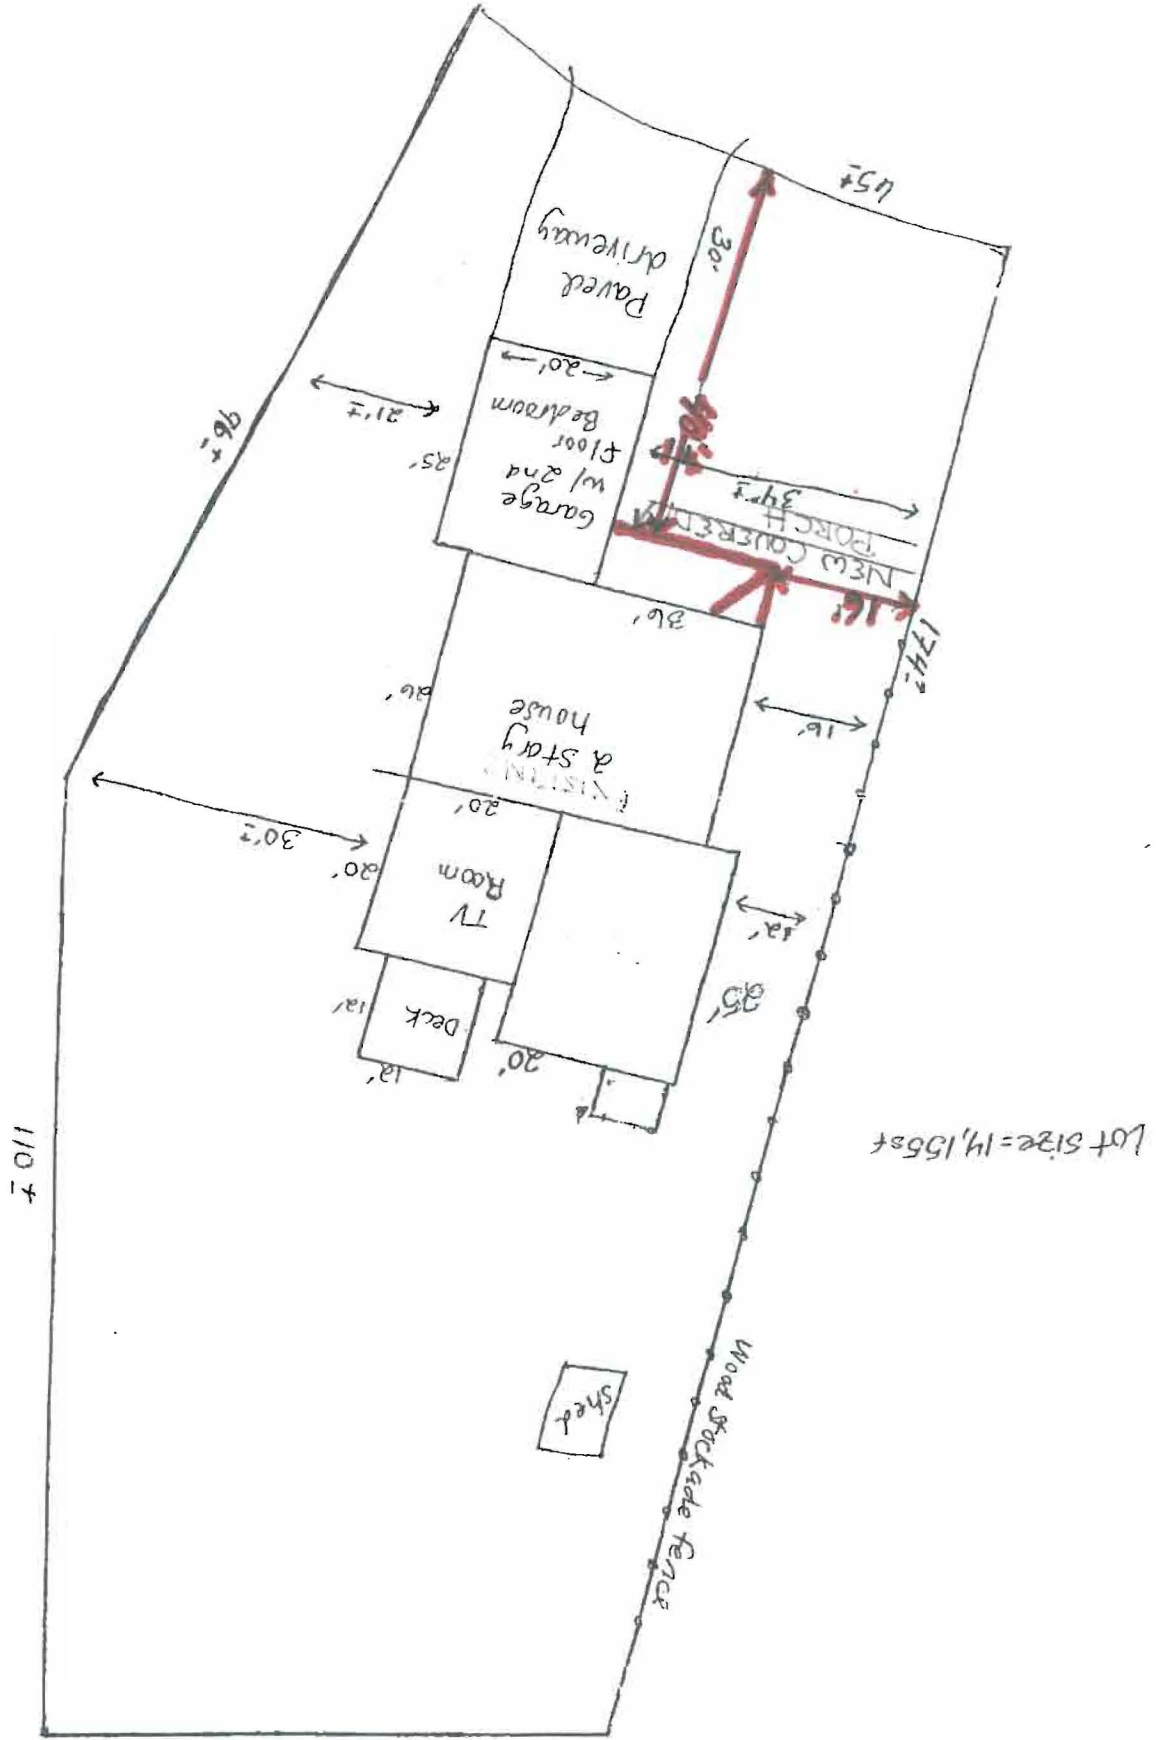 45±
30'
Paved
driveway
←20'→
Garage
w/ 2nd
floor
Bedroom
25'
21'±
96±
34'±
NEW COVERED
PORCH
16'
174±
36'
16'
26'
EXISTING
2 story
house
20'
TV
Room
20'
30'±
12'
25'
Deck
12'
12'
20'
110±
Lot size = 14,155sf
shed
Wood Stockade fence